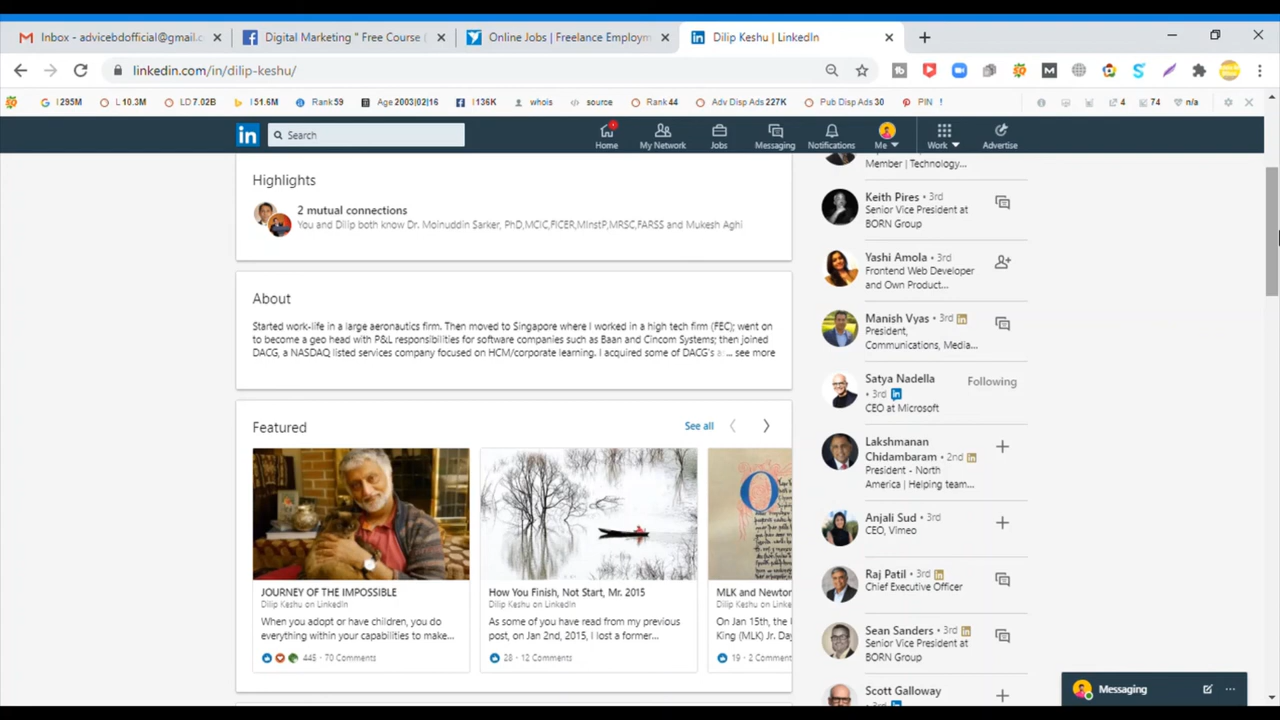 Inbox - advicebdofficial@gmail.c
Digital Marketing " Free Course (
Online Jobs | Freelance Employm
Dilip Keshu | LinkedIn
linkedin.com/in/dilip-keshu/
I 295M
L 10.3M
LD 7.02B
I 51.6M
Rank 59
Age 2003|02|16
I 136K
whois
source
Rank 44
Adv Disp Ads 227K
Pub Disp Ads 30
PIN !
4
74
n/a
in
Search
Home
My Network
Jobs
Messaging
Notifications
Me
Work
Advertise
Highlights
2 mutual connections
You and Dilip both know Dr. Moinuddin Sarker, PhD,MCIC,FICER,MInstP,MRSC,FARSS and Mukesh Aghi
About
Started work-life in a large aeronautics firm. Then moved to Singapore where I worked in a high tech firm (FEC); went on
to become a geo head with P&L responsibilities for software companies such as Baan and Cincom Systems; then joined
DACG, a NASDAQ listed services company focused on HCM/corporate learning. I acquired some of DACG's a... see more
Featured
See all
JOURNEY OF THE IMPOSSIBLE
Dilip Keshu on LinkedIn
When you adopt or have children, you do
everything within your capabilities to make...
445 · 70 Comments
How You Finish, Not Start, Mr. 2015
Dilip Keshu on LinkedIn
As some of you have read from my previous
post, on Jan 2nd, 2015, I lost a former...
28 · 12 Comments
MLK and Newton
Dilip Keshu on Linke
On Jan 15th, the
King (MLK) Jr. Day
19 · 2 Comment
Member | Technology...
Keith Pires • 3rd
Senior Vice President at
BORN Group
Yashi Amola • 3rd
Frontend Web Developer
and Own Product...
Manish Vyas • 3rd in
President,
Communications, Media...
Satya Nadella
• 3rd in
CEO at Microsoft
Following
Lakshmanan
Chidambaram • 2nd in
President - North
America | Helping team...
Anjali Sud • 3rd
CEO, Vimeo
Raj Patil • 3rd in
Chief Executive Officer
Sean Sanders • 3rd in
Senior Vice President at
BORN Group
Scott Galloway
Messaging